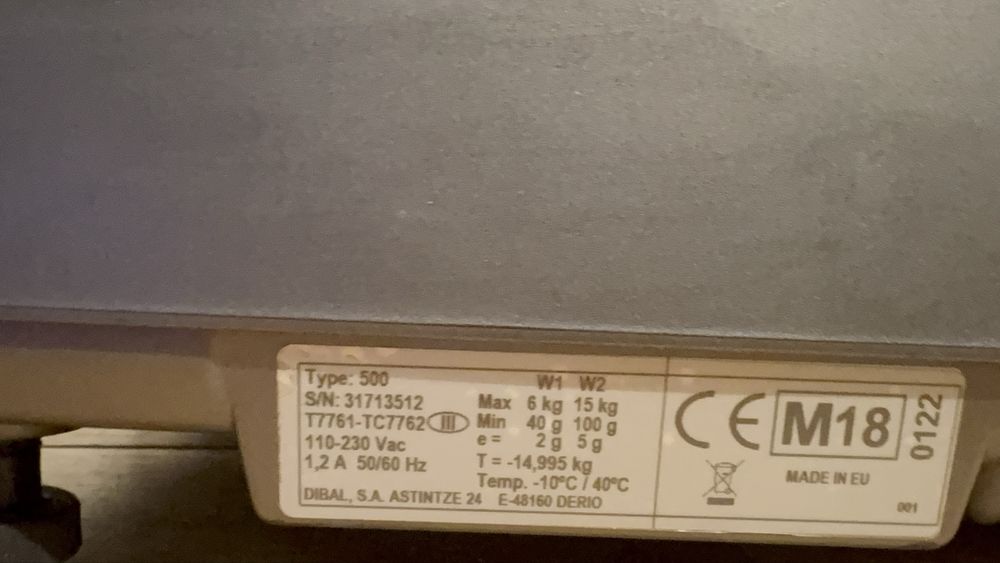 Type: 500
S/N: 31713512
T7761-TC7762 III
110-230 Vac
1,2 A 50/60 Hz
W1 W2
Max 6 kg 15 kg
Min 40 g 100 g
e = 2 g 5 g
T = -14,995 kg
Temp. -10ºC / 40ºC
DIBAL, S.A. ASTINTZE 24 E-48160 DERIO
CE M18 0122
MADE IN EU
001